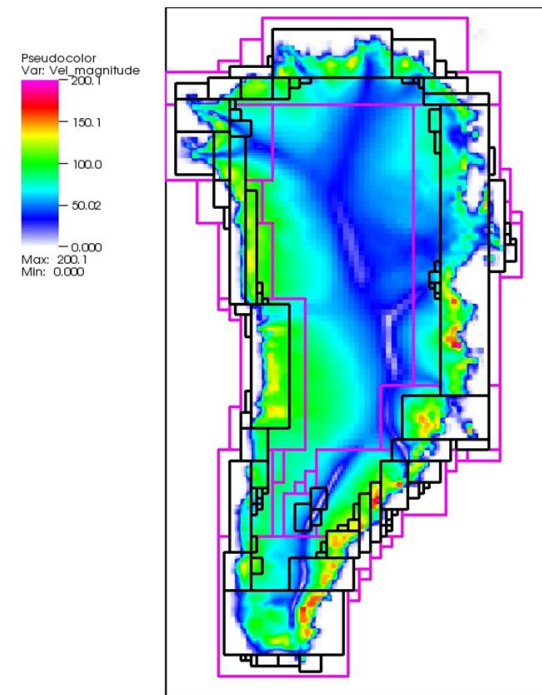 Pseudocolor
Var: Vel_magnitude
200.1
150.1
100.0
50.02
0.000
Max: 200.1
Min: 0.000